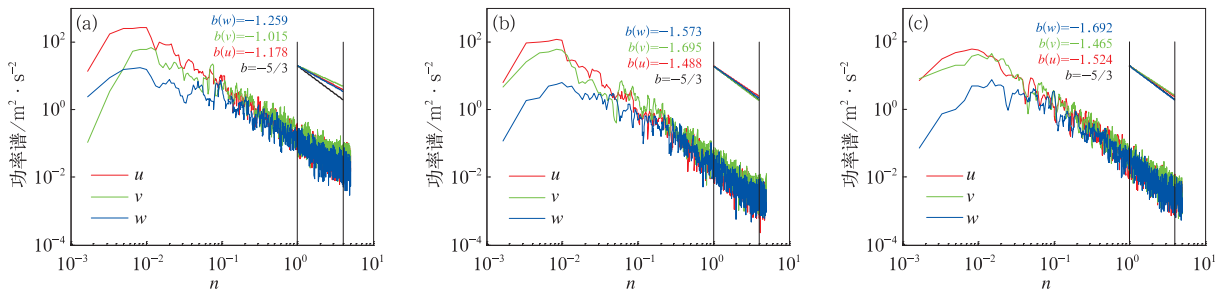 (a)
b(w)=−1.259
b(v)=−1.015
b(u)=−1.178
b=−5/3
10²
10⁰
10⁻²
10⁻⁴
功率谱/m²·s⁻²
u
v
w
10⁻³ 10⁻² 10⁻¹ 10⁰ 10¹
n
(b)
b(w)=−1.573
b(v)=−1.695
b(u)=−1.488
b=−5/3
10²
10⁰
10⁻²
10⁻⁴
功率谱/m²·s⁻²
u
v
w
10⁻³ 10⁻² 10⁻¹ 10⁰ 10¹
n
(c)
b(w)=−1.692
b(v)=−1.465
b(u)=−1.524
b=−5/3
10²
10⁰
10⁻²
10⁻⁴
功率谱/m²·s⁻²
u
v
w
10⁻³ 10⁻² 10⁻¹ 10⁰ 10¹
n